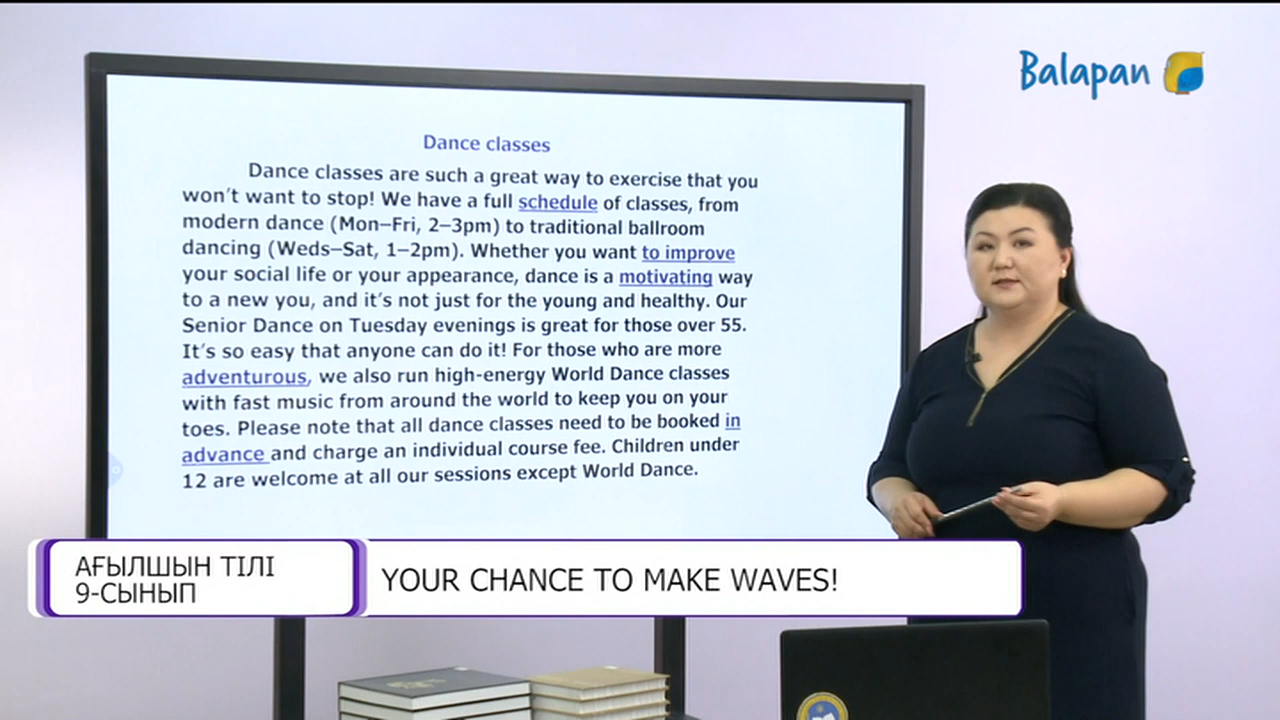 Balapan
Dance classes
Dance classes are such a great way to exercise that you
won't want to stop! We have a full schedule of classes, from
modern dance (Mon–Fri, 2–3pm) to traditional ballroom
dancing (Weds–Sat, 1–2pm). Whether you want to improve
your social life or your appearance, dance is a motivating way
to a new you, and it's not just for the young and healthy. Our
Senior Dance on Tuesday evenings is great for those over 55.
It's so easy that anyone can do it! For those who are more
adventurous, we also run high-energy World Dance classes
with fast music from around the world to keep you on your
toes. Please note that all dance classes need to be booked in
advance and charge an individual course fee. Children under
12 are welcome at all our sessions except World Dance.
АҒЫЛШЫН ТІЛІ
9-СЫНЫП
YOUR CHANCE TO MAKE WAVES!